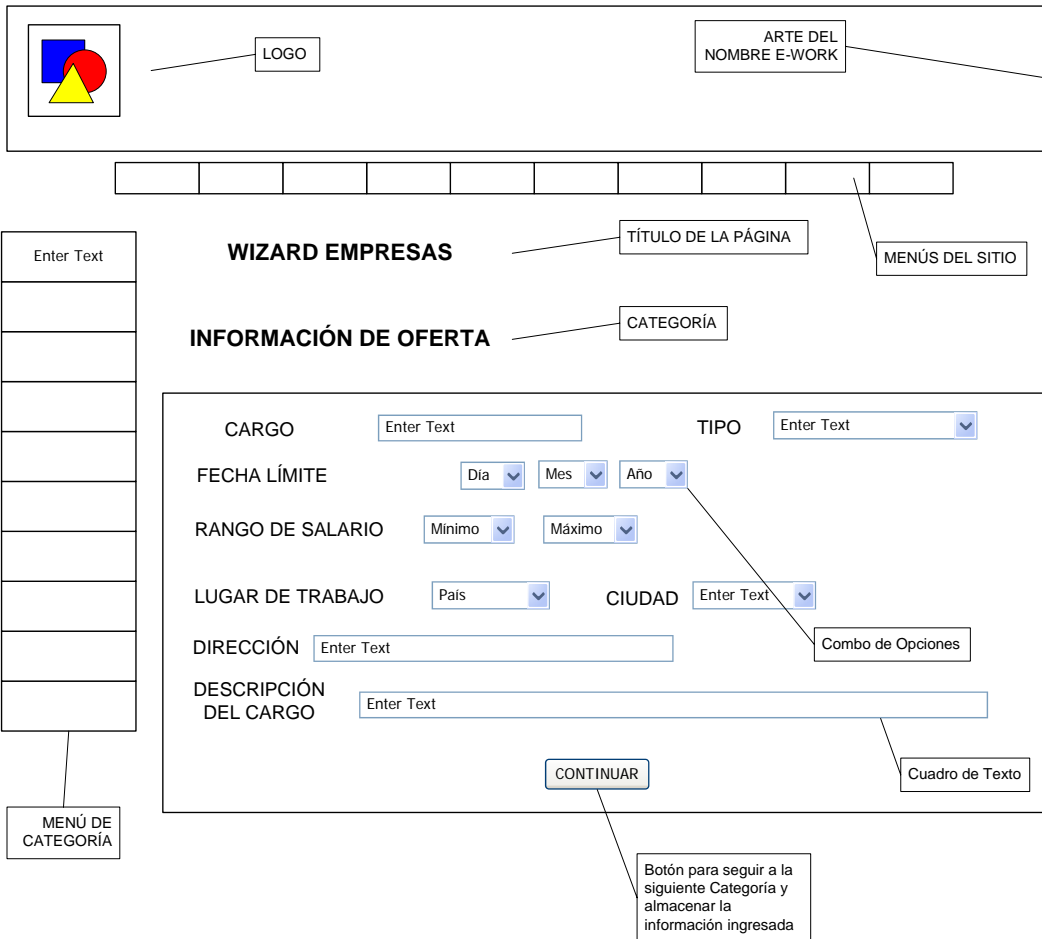 LOGO
ARTE DEL
NOMBRE E-WORK
Enter Text
WIZARD EMPRESAS
TÍTULO DE LA PÁGINA
MENÚS DEL SITIO
INFORMACIÓN DE OFERTA
CATEGORÍA
CARGO Enter Text TIPO Enter Text
FECHA LÍMITE Día Mes Año
RANGO DE SALARIO Mínimo Máximo
LUGAR DE TRABAJO País CIUDAD Enter Text
DIRECCIÓN Enter Text
Combo de Opciones
DESCRIPCIÓN
DEL CARGO Enter Text
CONTINUAR
Cuadro de Texto
MENÚ DE
CATEGORÍA
Botón para seguir a la
siguiente Categoría y
almacenar la
información ingresada